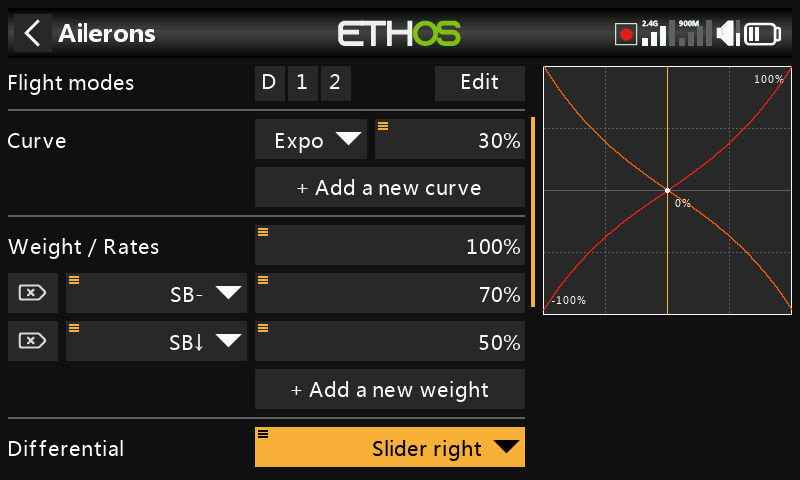 Ailerons
ETHOS
2.4G
900M
Flight modes
D 1 2
Edit
Curve
Expo
30%
+ Add a new curve
Weight / Rates
100%
SB-
70%
SB↓
50%
+ Add a new weight
Differential
Slider right
100%
0%
-100%